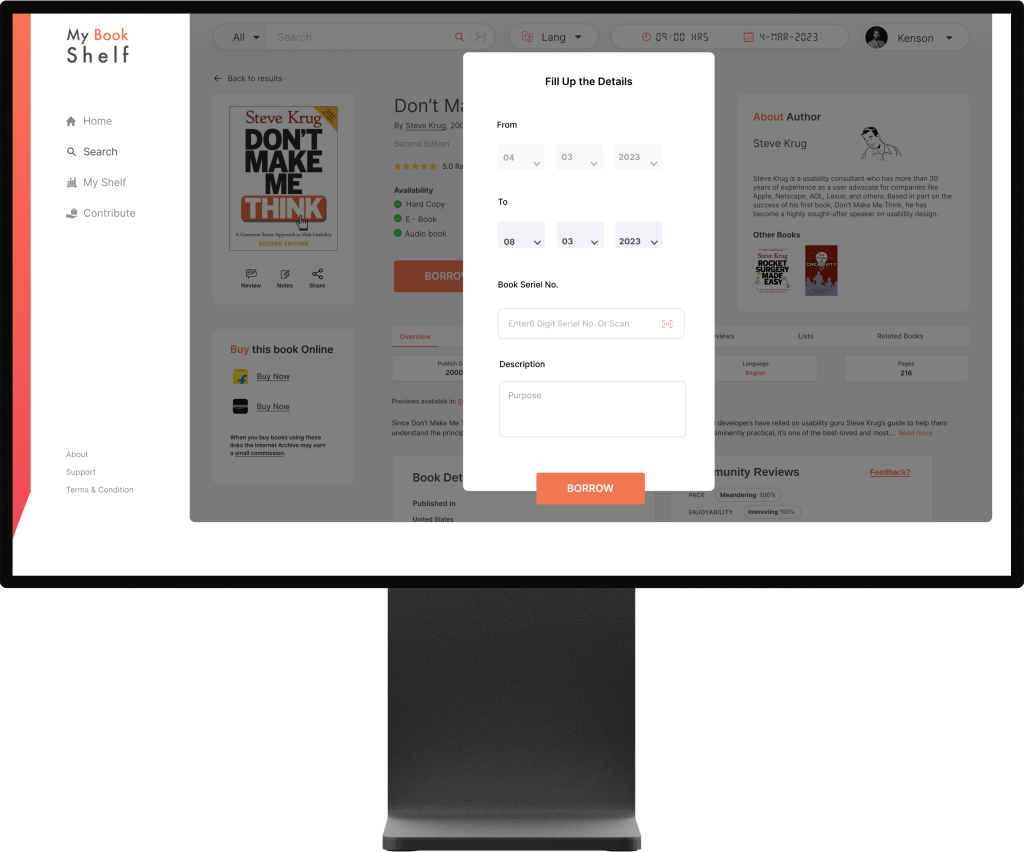 My Book
Shelf
Home
Search
My Shelf
Contribute
About
Support
Terms & Condition
All
Search
Lang
09:00 HRS
4-MAR-2023
Kenson
Back to results
Steve Krug
DON'T
MAKE
ME
THINK
A Common Sense Approach to Web Usability
SECOND EDITION
Review
Notes
Share
Buy this book Online
Buy Now
Buy Now
When you buy books using these
links the Internet Archive may earn
a small commission.
Don't Ma
By Steve Krug, 200
Second Edition
5.0 Ra
Availability
Hard Copy
E - Book
Audio book
BORROW
Fill Up the Details
From
04
03
2023
To
08
03
2023
Book Seriel No.
Enter6 Digit Seriel No. Or Scan
Description
Purpose
BORROW
About Author
Steve Krug
Steve Krug is a usability consultant who has more than 30
years of experience as a user advocate for companies like
Apple, Netscape, AOL, Lexus, and others. Based in part on the
success of his first book, Don't Make Me Think, he has
become a highly sought-after speaker on usability design.
Other Books
Steve Krug
ROCKET
SURGERY
MADE
EASY
CREATIVITY
Overview
views
Lists
Related Books
Publish D
2000
Language
English
Pages
216
Previews available in: E
Since Don't Make Me T
developers have relied on usability guru Steve Krug's guide to help them
understand the princip
minently practical, it's one of the best-loved and most... Read more
Book Det
Published in
United States
munity Reviews
Feedback?
PACE
Meandering 100%
ENJOYABILITY
Interesting 100%